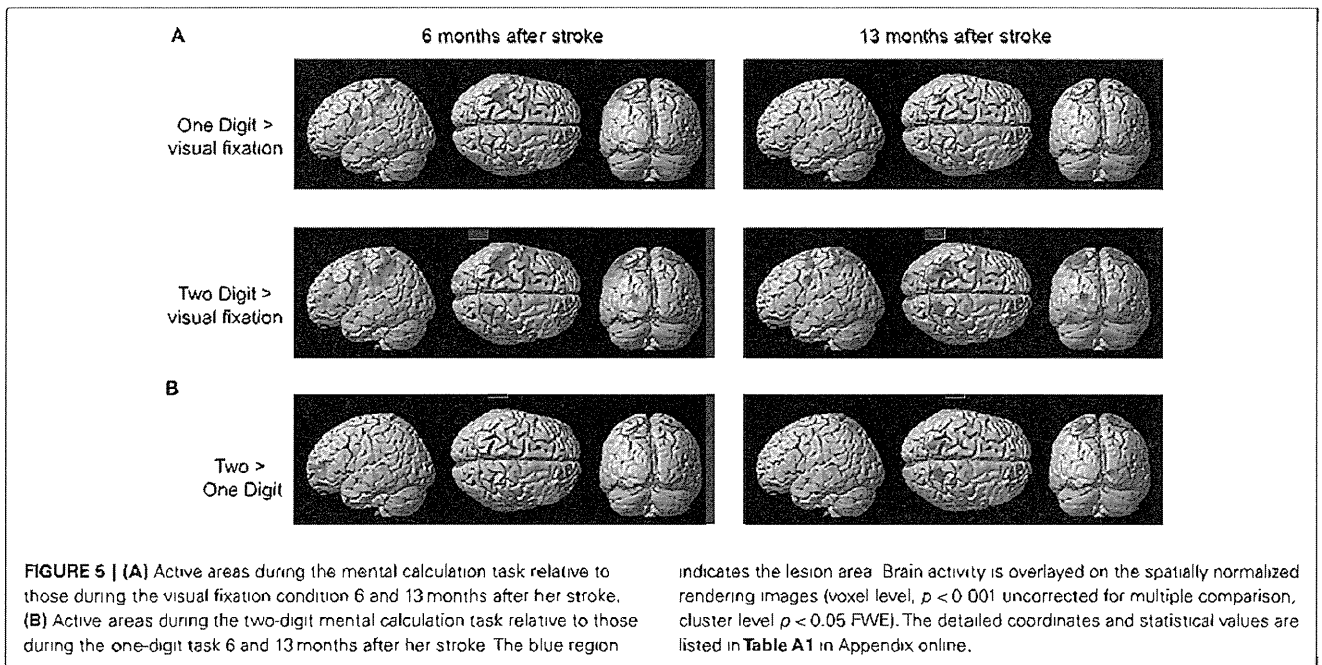 A
6 months after stroke
13 months after stroke
One Digit >
visual fixation
Two Digit >
visual fixation
B
Two >
One Digit
FIGURE 5 | (A) Active areas during the mental calculation task relative to
those during the visual fixation condition 6 and 13 months after her stroke.
(B) Active areas during the two-digit mental calculation task relative to those
during the one-digit task 6 and 13 months after her stroke The blue region
indicates the lesion area Brain activity is overlayed on the spatially normalized
rendering images (voxel level, p < 0 001 uncorrected for multiple comparison,
cluster level p < 0.05 FWE). The detailed coordinates and statistical values are
listed in Table A1 in Appendix online.